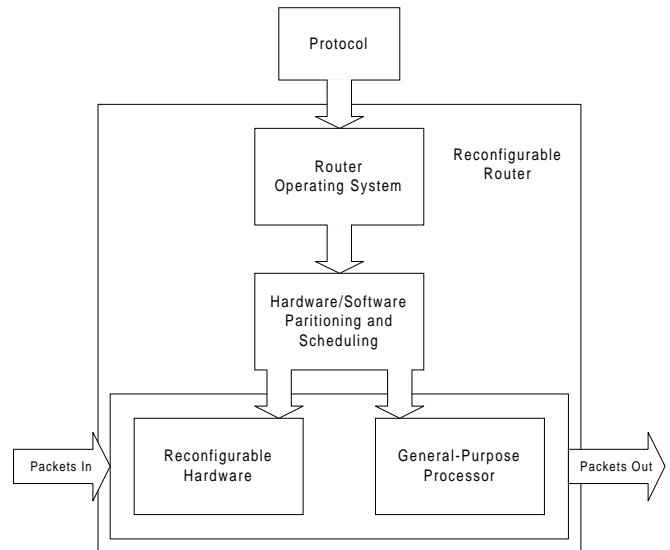 Protocol
Router
Operating System
Reconfigurable
Router
Hardware/Software
Paritioning and
Scheduling
Packets In
Reconfigurable
Hardware
General-Purpose
Processor
Packets Out